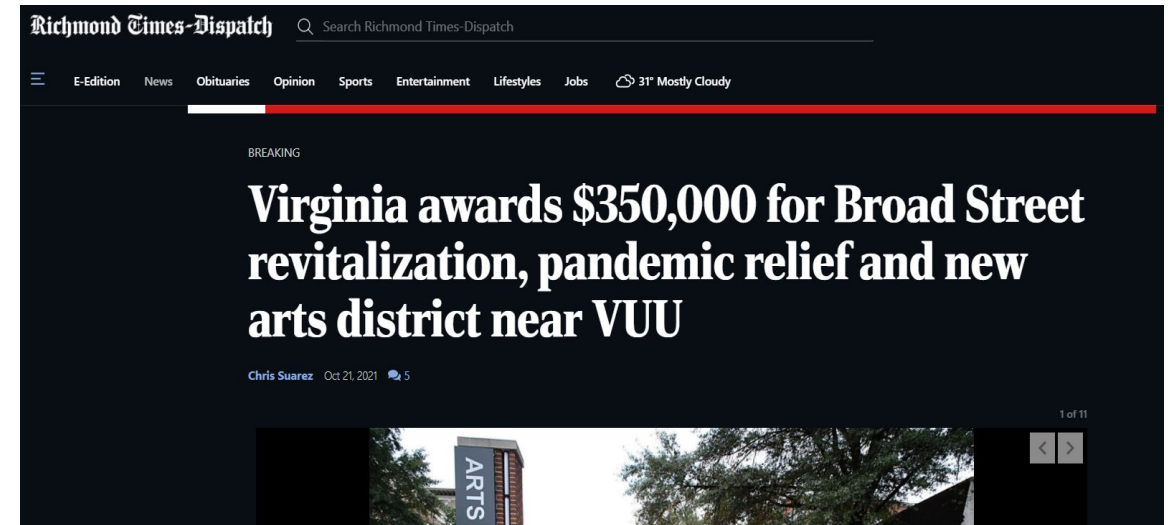 Richmond Times-Dispatch Search Richmond Times-Dispatch
E-Edition News Obituaries Opinion Sports Entertainment Lifestyles Jobs 31° Mostly Cloudy
BREAKING
Virginia awards $350,000 for Broad Street
revitalization, pandemic relief and new
arts district near VUU
Chris Suarez Oct 21, 2021 5
1 of 11
ARTS